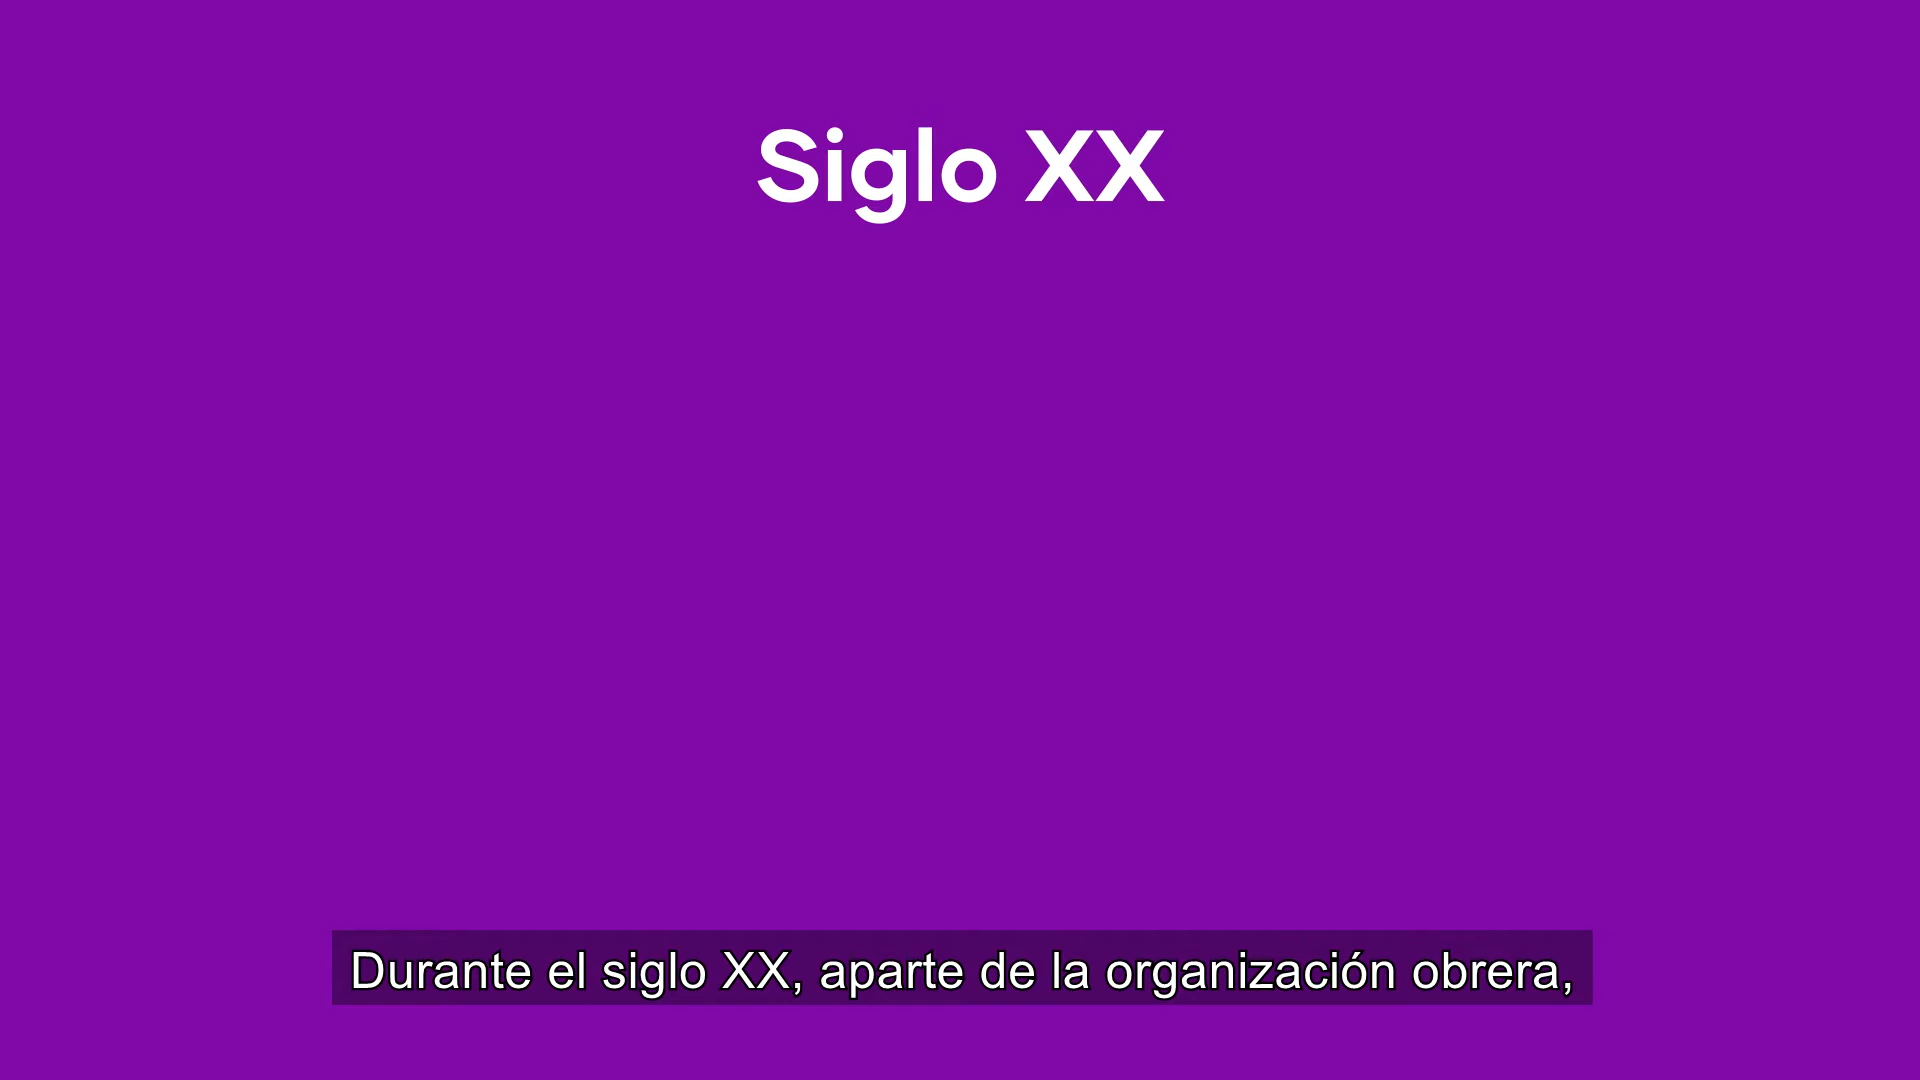 Siglo XX
Durante el siglo XX, aparte de la organización obrera,